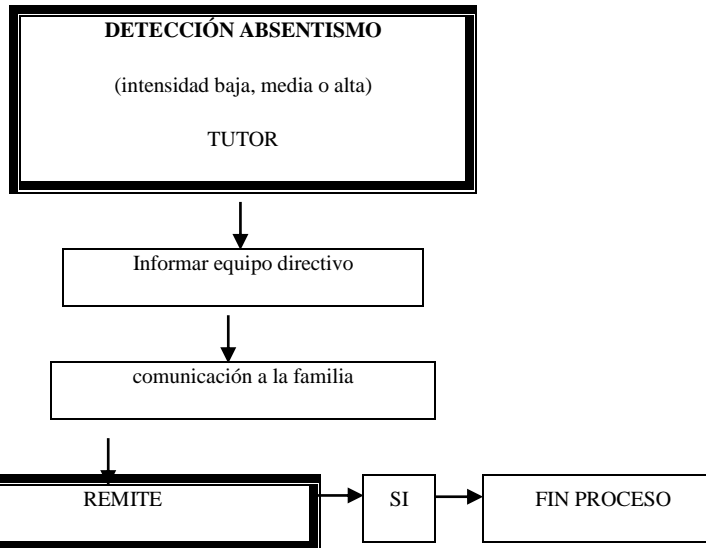 DETECCIÓN ABSENTISMO
(intensidad baja, media o alta)
TUTOR
Informar equipo directivo
comunicación a la familia
REMITE
SI
FIN PROCESO